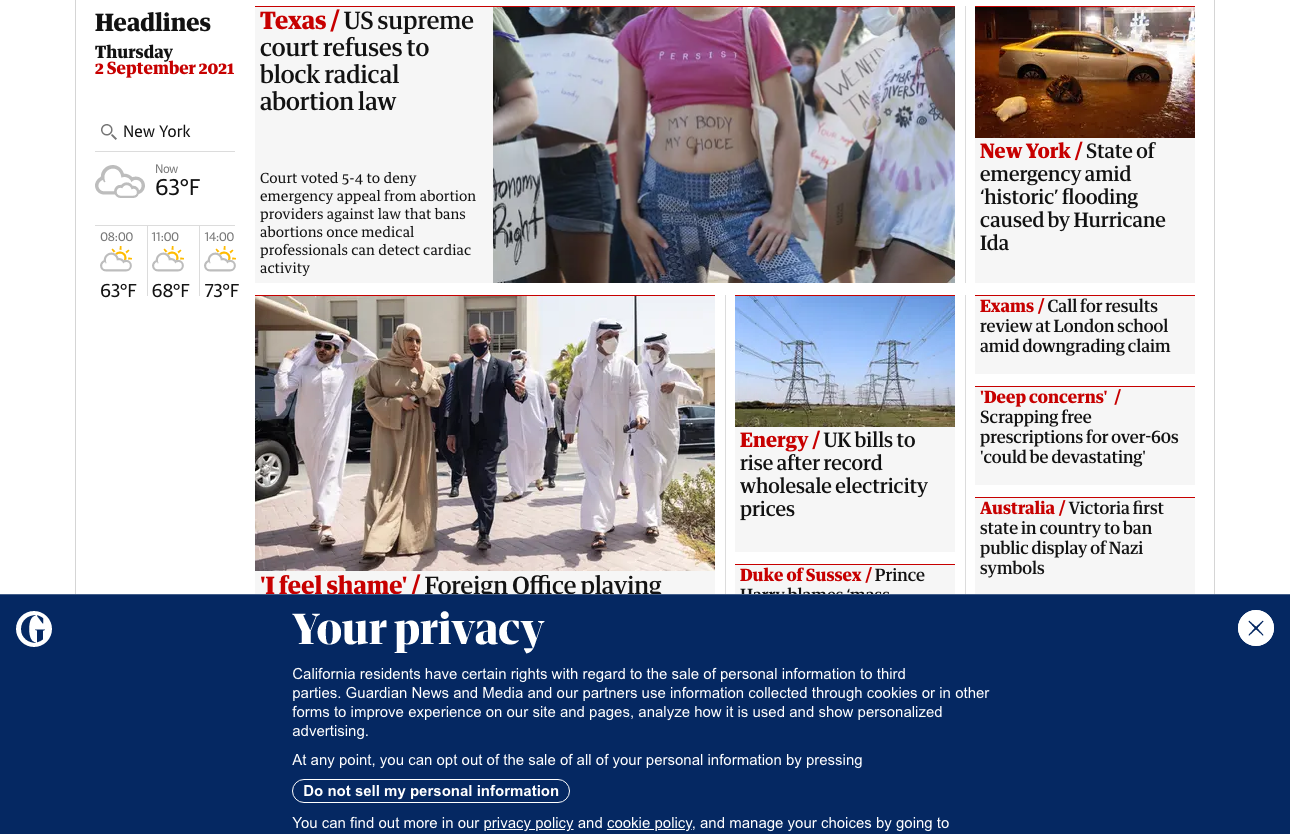 Headlines
Thursday
2 September 2021
New York
Now
63°F
08:00
11:00
14:00
63°F
68°F
73°F
Texas / US supreme
court refuses to
block radical
abortion law
Court voted 5-4 to deny
emergency appeal from abortion
providers against law that bans
abortions once medical
professionals can detect cardiac
activity
PERSIST
MY BODY
MY CHOICE
WE NEED
Right
New York / State of
emergency amid
‘historic’ flooding
caused by Hurricane
Ida
'I feel shame' / Foreign Office playing
Energy / UK bills to
rise after record
wholesale electricity
prices
Duke of Sussex / Prince
Harry blames ‘mass
Exams / Call for results
review at London school
amid downgrading claim
'Deep concerns' /
Scrapping free
prescriptions for over-60s
'could be devastating'
Australia / Victoria first
state in country to ban
public display of Nazi
symbols
G
Your privacy
California residents have certain rights with regard to the sale of personal information to third
parties. Guardian News and Media and our partners use information collected through cookies or in other
forms to improve experience on our site and pages, analyze how it is used and show personalized
advertising.
At any point, you can opt out of the sale of all of your personal information by pressing
Do not sell my personal information
You can find out more in our privacy policy and cookie policy, and manage your choices by going to